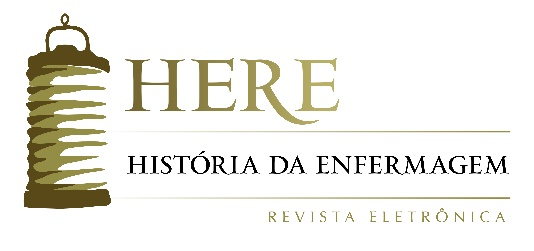 HERE
HISTÓRIA DA ENFERMAGEM
REVISTA ELETRÔNICA